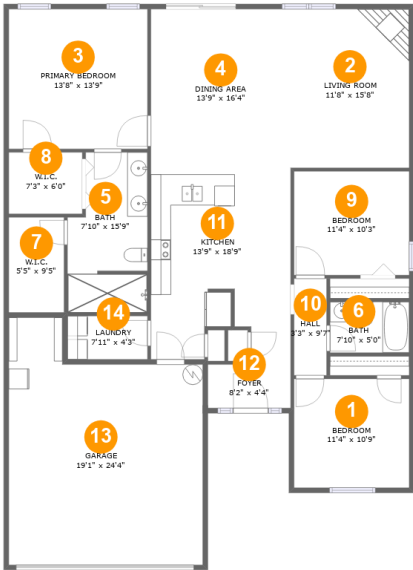 3
PRIMARY BEDROOM
13'8" x 13'9"
4
DINING AREA
13'9" x 16'4"
2
LIVING ROOM
11'8" x 15'8"
8
W.I.C.
7'3" x 6'0"
5
BATH
7'10" x 15'9"
9
BEDROOM
11'4" x 10'3"
11
KITCHEN
13'9" x 18'9"
7
W.I.C.
5'5" x 9'5"
10
HALL
3'3" x 9'7"
6
BATH
7'10" x 5'0"
14
LAUNDRY
7'11" x 4'3"
12
FOYER
8'2" x 4'4"
1
BEDROOM
11'4" x 10'9"
13
GARAGE
19'1" x 24'4"